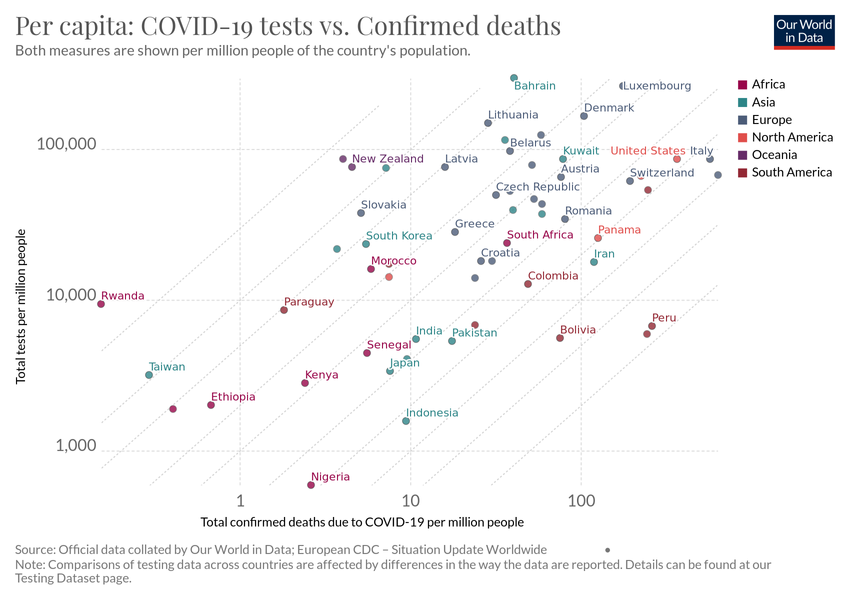 Per capita: COVID-19 tests vs. Confirmed deaths
Both measures are shown per million people of the country's population.
Our World
in Data
Africa
Asia
Europe
North America
Oceania
South America
Total tests per million people
100,000
10,000
1,000
Bahrain
Luxembourg
Lithuania
Denmark
Belarus
New Zealand
Latvia
Kuwait
United States
Italy
Austria
Switzerland
Czech Republic
Slovakia
Romania
Greece
South Korea
South Africa
Panama
Morocco
Croatia
Iran
Colombia
Rwanda
Paraguay
Peru
India
Pakistan
Bolivia
Senegal
Japan
Taiwan
Kenya
Ethiopia
Indonesia
Nigeria
1
10
100
Total confirmed deaths due to COVID-19 per million people
Source: Official data collated by Our World in Data; European CDC – Situation Update Worldwide
Note: Comparisons of testing data across countries are affected by differences in the way the data are reported. Details can be found at our
Testing Dataset page.